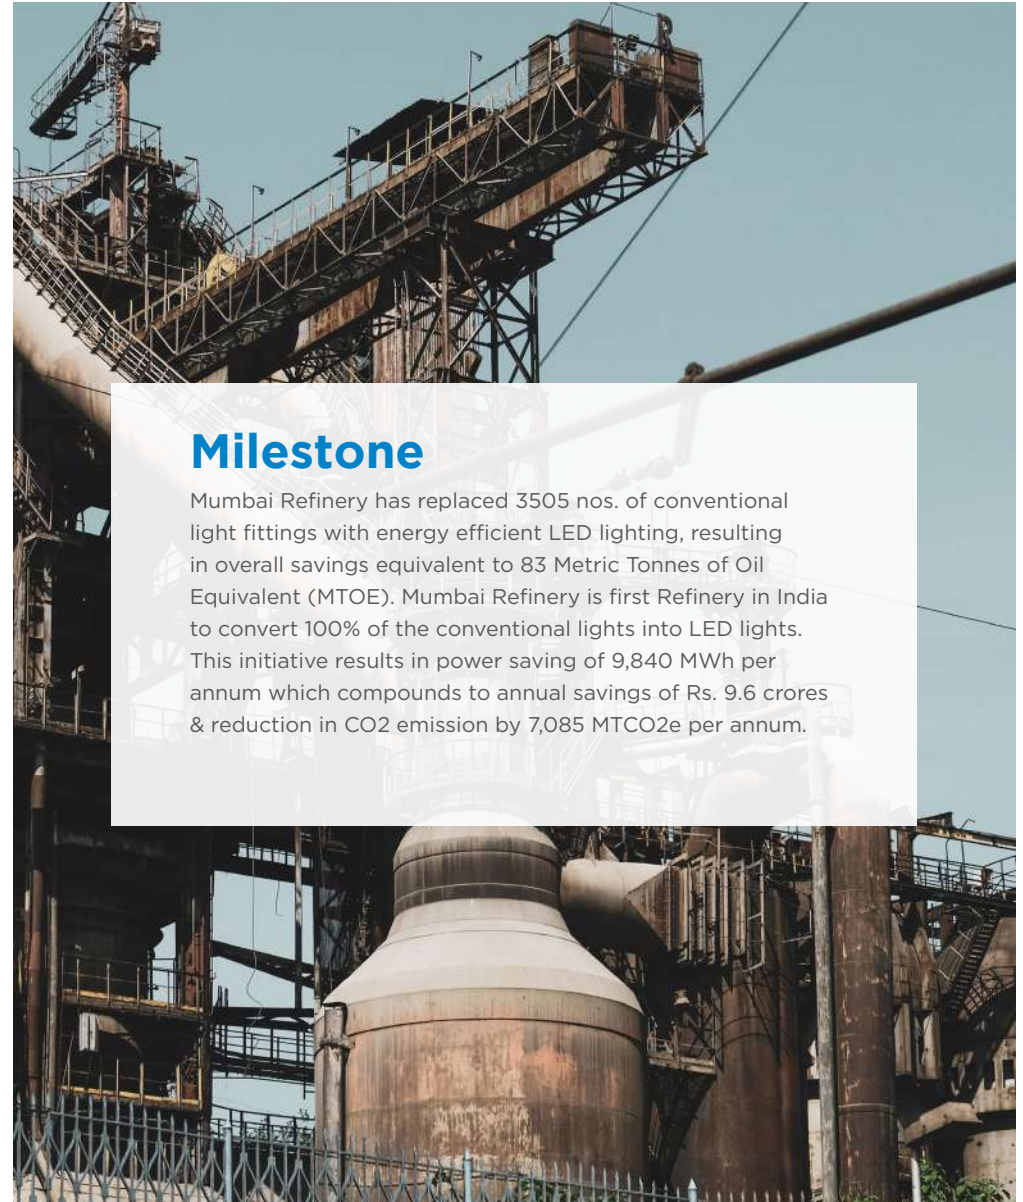 Milestone
Mumbai Refinery has replaced 3505 nos. of conventional
light fittings with energy efficient LED lighting, resulting
in overall savings equivalent to 83 Metric Tonnes of Oil
Equivalent (MTOE). Mumbai Refinery is first Refinery in India
to convert 100% of the conventional lights into LED lights.
This initiative results in power saving of 9,840 MWh per
annum which compounds to annual savings of Rs. 9.6 crores
& reduction in CO2 emission by 7,085 MTCO2e per annum.